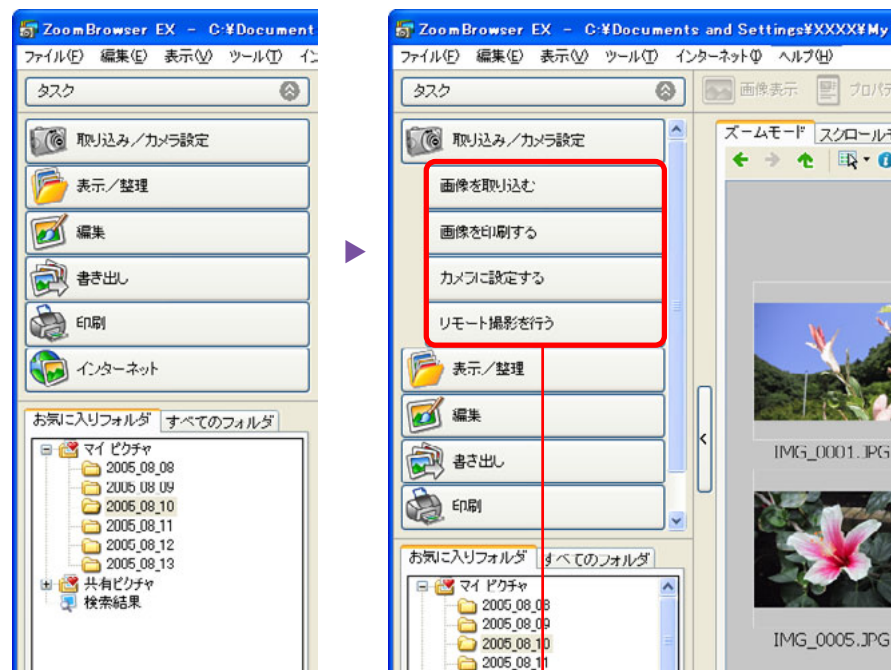 ZoomBrowser EX - C:¥Document
ファイル(F) 編集(E) 表示(V) ツール(T)
タスク
取り込み／カメラ設定
表示／整理
編集
書き出し
印刷
インターネット
お気に入りフォルダ すべてのフォルダ
マイ ピクチャ
2005_08_08
2005_08_09
2005_08_10
2005_08_11
2005_08_12
2005_08_13
共有ピクチャ
検索結果
ZoomBrowser EX - C:¥Documents and Settings¥XXXX¥My
ファイル(F) 編集(E) 表示(V) ツール(T) インターネット(I) ヘルプ(H)
タスク
画像表示 プロパテ
取り込み／カメラ設定
画像を取り込む
画像を印刷する
カメラに設定する
リモート撮影を行う
表示／整理
編集
書き出し
印刷
お気に入りフォルダ すべてのフォルダ
マイ ピクチャ
2005_08_08
2005_08_09
2005_08_10
2005_08_11
ズームモード スクロールモ
IMG_0001.JPG
IMG_0005.JPG